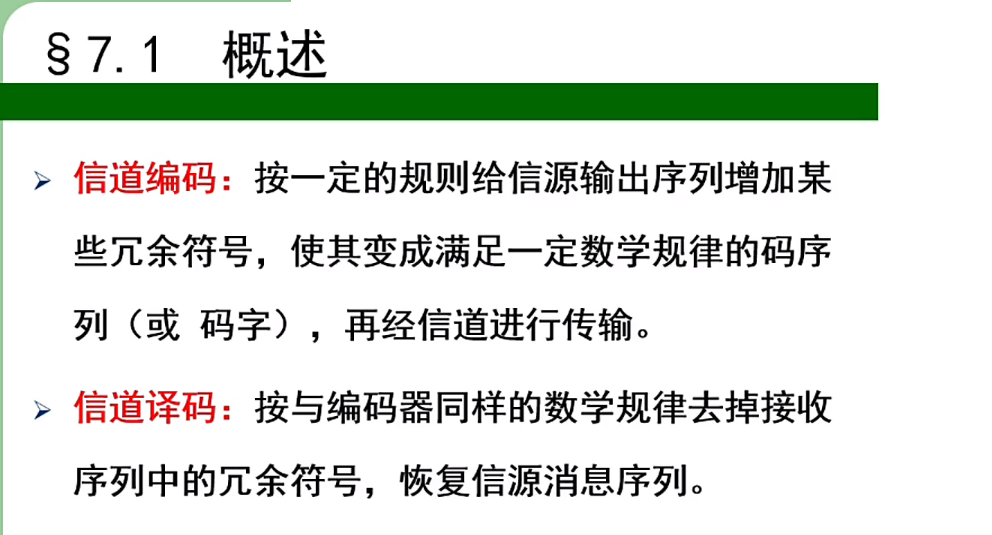 §7.1 概述
信道编码：按一定的规则给信源输出序列增加某
些冗余符号，使其变成满足一定数学规律的码序
列（或 码字），再经信道进行传输。
信道译码：按与编码器同样的数学规律去掉接收
序列中的冗余符号，恢复信源消息序列。